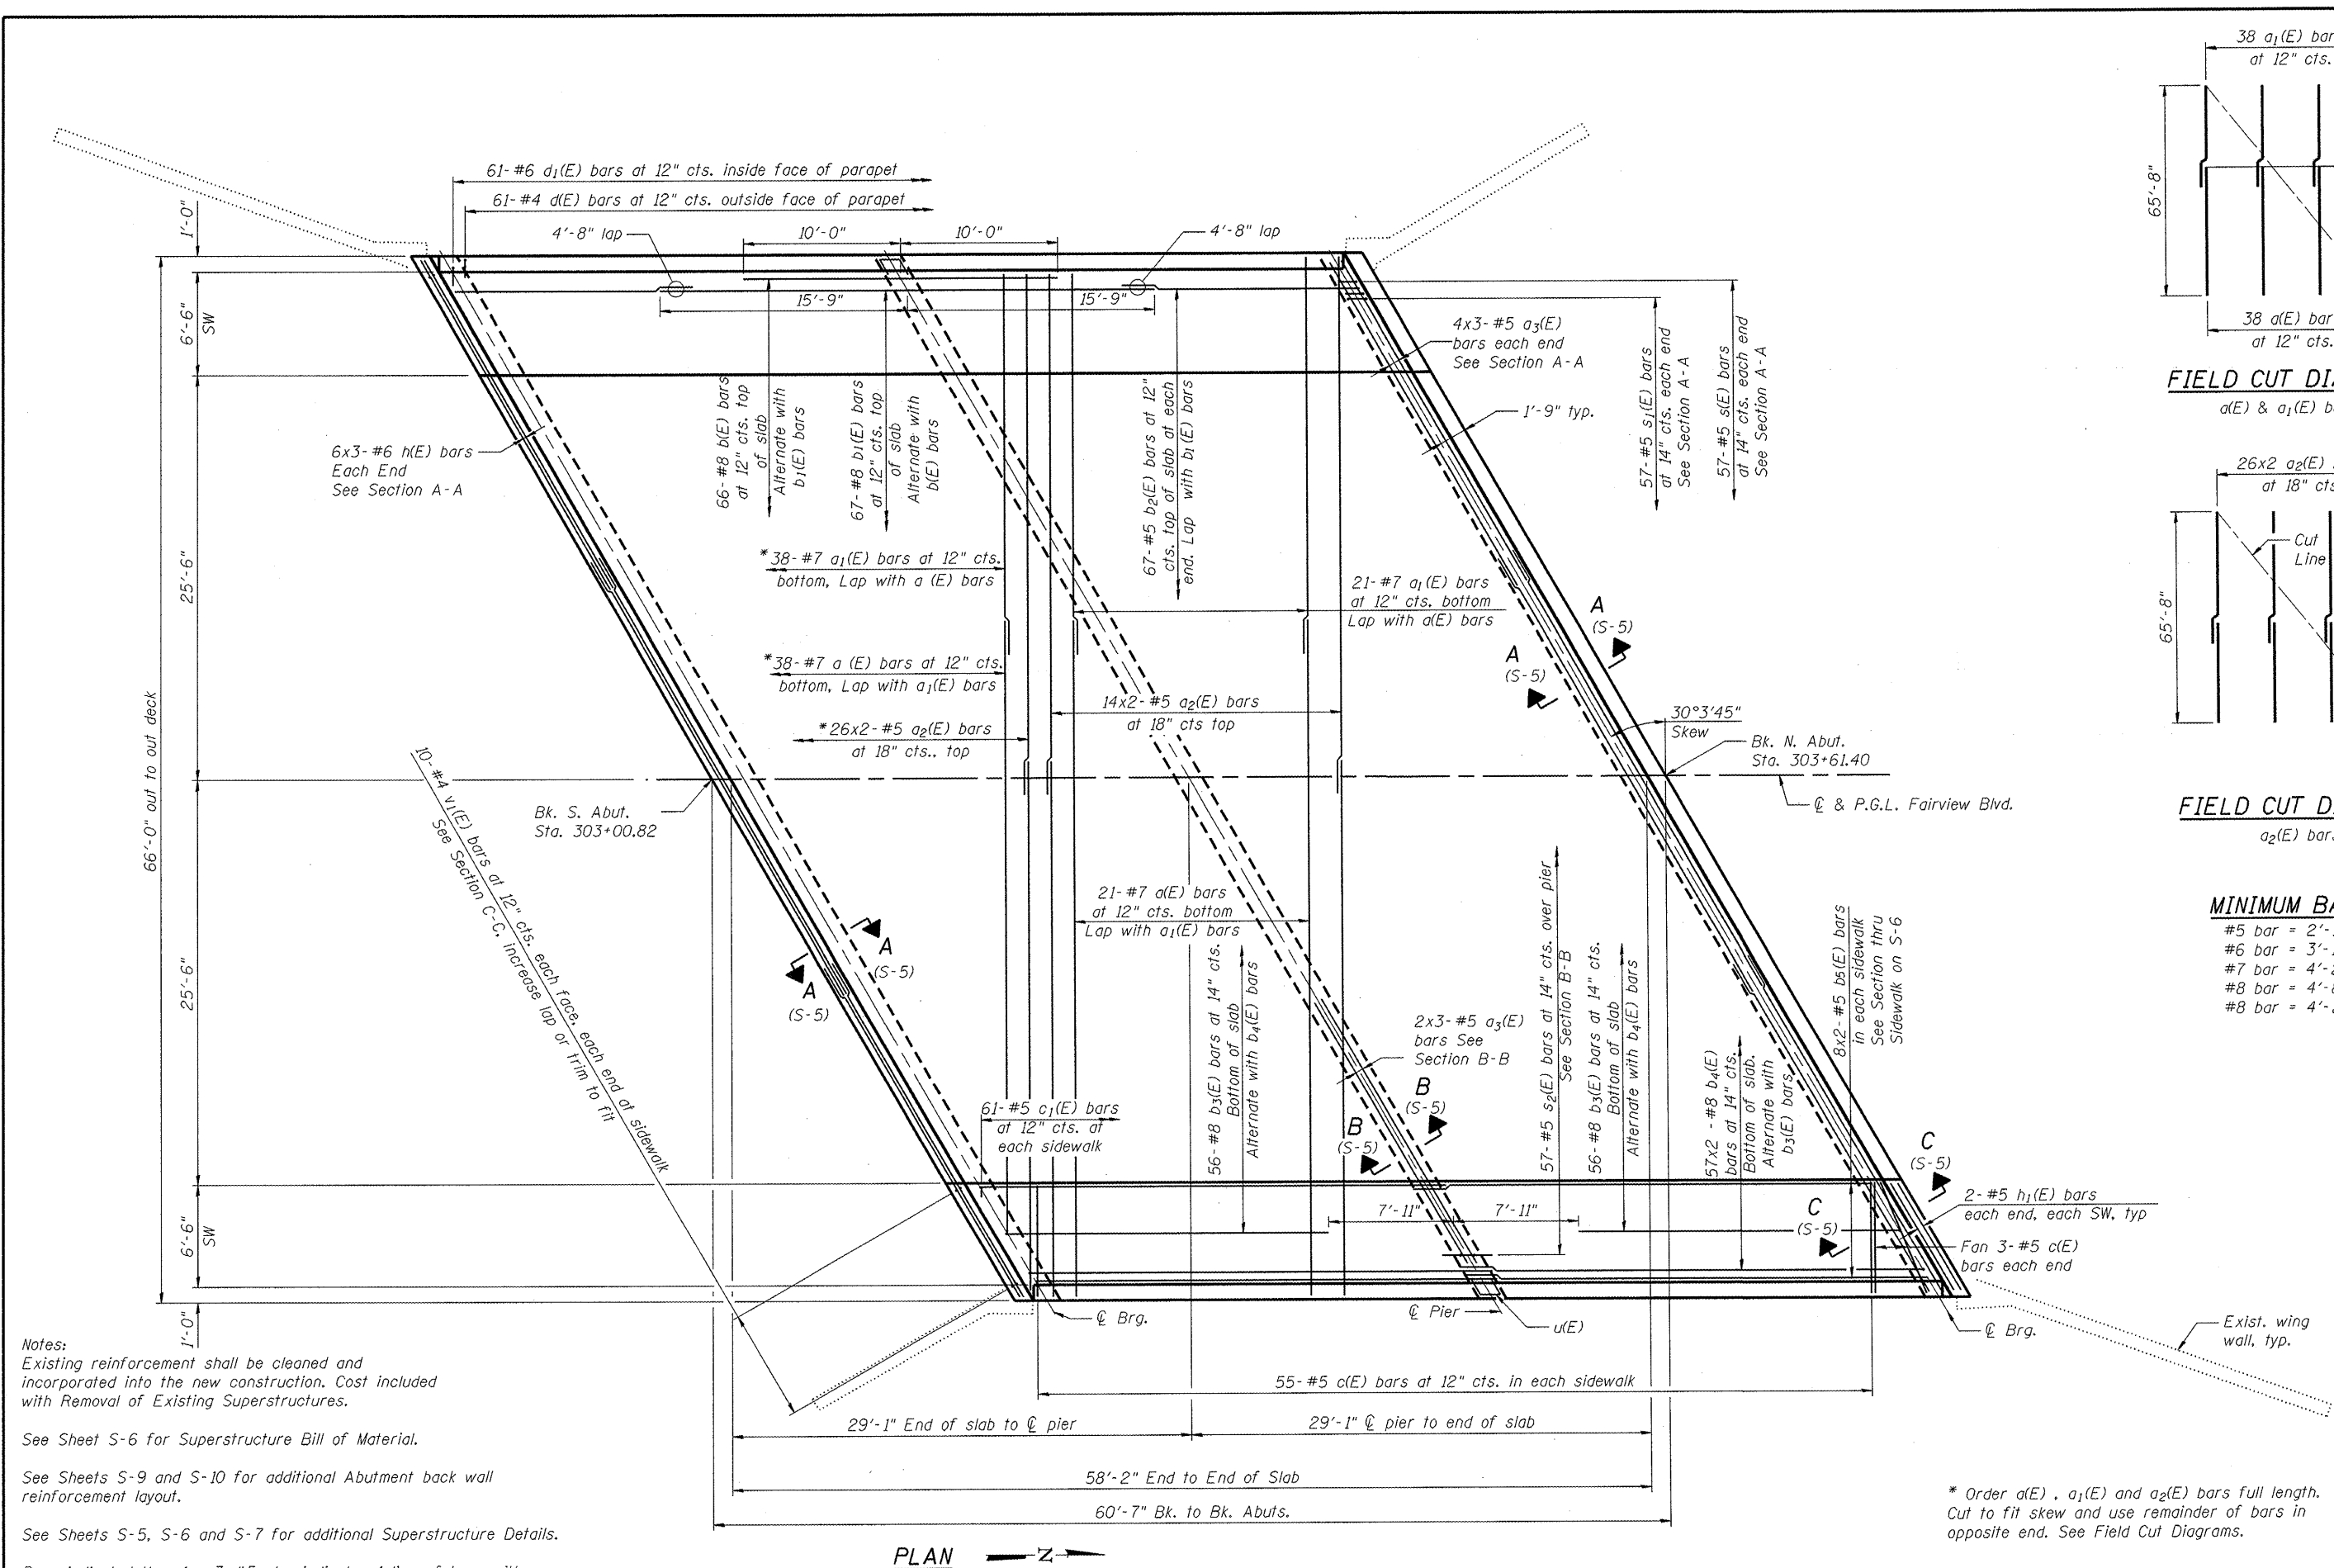 61-#6 d1(E) bars at 12" cts. inside face of parapet
61-#4 d(E) bars at 12" cts. outside face of parapet
4'-8" lap
10'-0"
10'-0"
4'-8" lap
15'-9"
15'-9"
1'-0"
6'-6"
SW
25'-6"
25'-6"
6'-6"
SW
1'-0"
66'-0" out to out deck
6x3-#6 h(E) bars
Each End
See Section A-A
66-#8 b(E) bars
at 12" cts. top
of slab
Alternate with
b1(E) bars
67-#8 b1(E) bars
at 12" cts. top
of slab
Alternate with
b(E) bars
67-#5 b2(E) bars at 12"
cts. top of slab at each
end. Lap with b1(E) bars
4x3-#5 a3(E)
bars each end
See Section A-A
1'-9" typ.
57-#5 s1(E) bars
at 14" cts. each end
See Section A-A
57-#5 s(E) bars
at 14" cts. each end
See Section A-A
*38-#7 a1(E) bars at 12" cts.
bottom, Lap with a (E) bars
21-#7 a1(E) bars
at 12" cts. bottom
Lap with a(E) bars
*38-#7 a (E) bars at 12" cts.
bottom, Lap with a1(E) bars
14x2-#5 a2(E) bars
at 18" cts top
*26x2-#5 a2(E) bars
at 18" cts., top
A
(S-5)
A
(S-5)
30°3'45"
Skew
Bk. N. Abut.
Sta. 303+61.40
℄ & P.G.L. Fairview Blvd.
Bk. S. Abut.
Sta. 303+00.82
10-#4 v1(E) bars at 12" cts. each face, each end at sidewalk
See Section C-C, increase lap or trim to fit
A
(S-5)
A
(S-5)
21-#7 a(E) bars
at 12" cts. bottom
Lap with a1(E) bars
56-#8 b3(E) bars at 14" cts.
Bottom of slab
Alternate with b4(E) bars
2x3-#5 a3(E)
bars See
Section B-B
B
(S-5)
B
(S-5)
57-#5 s2(E) bars at 14" cts. over pier
See Section B-B
56-#8 b3(E) bars at 14" cts.
Bottom of slab
Alternate with b4(E) bars
57x2 -#8 b4(E)
bars at 14" cts.
Bottom of slab.
Alternate with
b3(E) bars
8x2-#5 b5(E) bars
in each sidewalk
See Section thru
Sidewalk on S-6
61-#5 c1(E) bars
at 12" cts. at
each sidewalk
7'-11"
7'-11"
C
(S-5)
C
(S-5)
2-#5 h1(E) bars
each end, each SW, typ
Fan 3-#5 c(E)
bars each end
℄ Brg.
℄ Pier
u(E)
℄ Brg.
Exist. wing
wall, typ.
55-#5 c(E) bars at 12" cts. in each sidewalk
29'-1" End of slab to ℄ pier
29'-1" ℄ pier to end of slab
58'-2" End to End of Slab
60'-7" Bk. to Bk. Abuts.
PLAN
Z
Notes:
Existing reinforcement shall be cleaned and
incorporated into the new construction. Cost included
with Removal of Existing Superstructures.
See Sheet S-6 for Superstructure Bill of Material.
See Sheets S-9 and S-10 for additional Abutment back wall
reinforcement layout.
See Sheets S-5, S-6 and S-7 for additional Superstructure Details.
38 a1(E) bar
at 12" cts.
65'-8"
38 a(E) bar
at 12" cts.
FIELD CUT DI
a(E) & a1(E) b
26x2 a2(E)
at 18" cts
Cut
Line
65'-8"
FIELD CUT D
a2(E) bar
MINIMUM BA
#5 bar = 2'-
#6 bar = 3'-
#7 bar = 4'-
#8 bar = 4'-
#8 bar = 4'-
* Order a(E) , a1(E) and a2(E) bars full length.
Cut to fit skew and use remainder of bars in
opposite end. See Field Cut Diagrams.